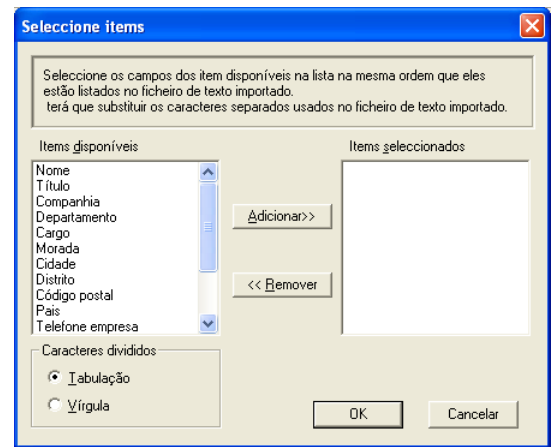 Seleccione items
Seleccione os campos dos item disponíveis na lista na mesma ordem que eles
estão listados no ficheiro de texto importado.
terá que substituir os caracteres separados usados no ficheiro de texto importado.
Items disponíveis
Items seleccionados
Nome
Título
Companhia
Departamento
Cargo
Morada
Cidade
Distrito
Código postal
Pais
Telefone empresa
Adicionar>>
<< Remover
Caracteres divididos
Tabulação
Vírgula
OK
Cancelar